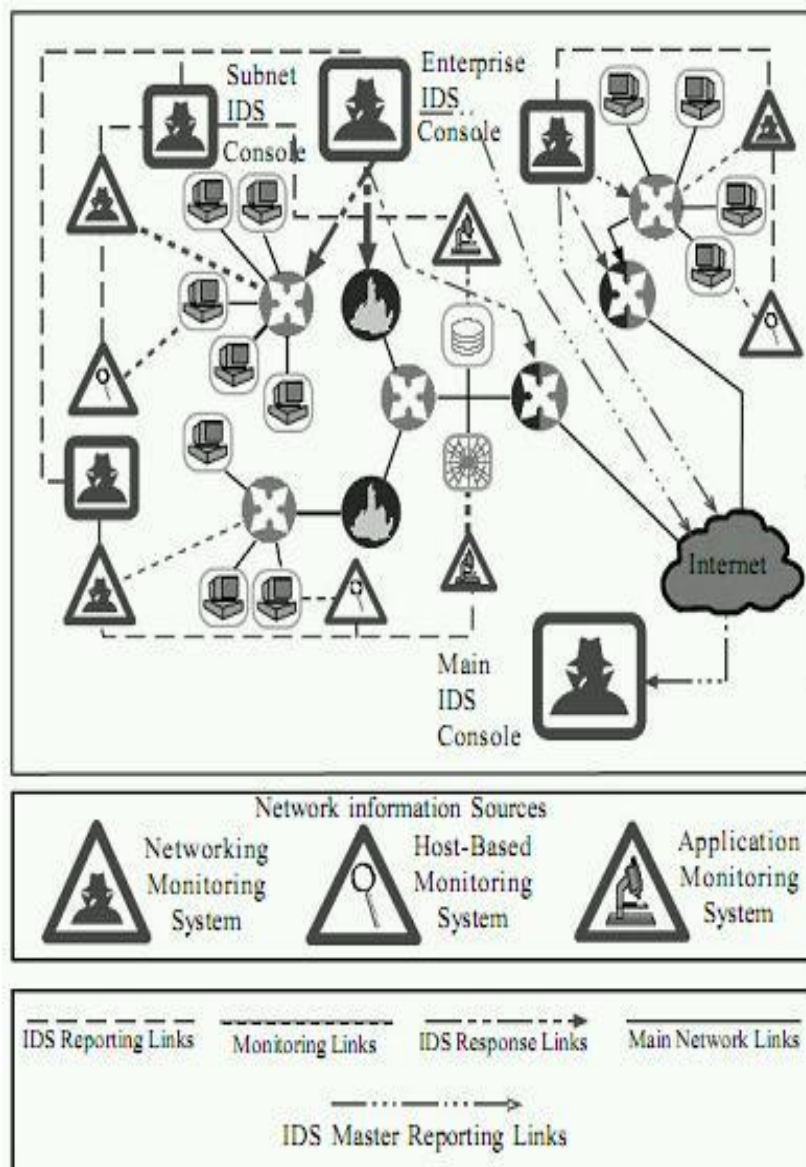 Subnet
IDS
Console
Enterprise
IDS
Console
Internet
Main
IDS
Console
Network information Sources
Networking
Monitoring
System
Host-Based
Monitoring
System
Application
Monitoring
System
IDS Reporting Links
Monitoring Links
IDS Response Links
Main Network Links
IDS Master Reporting Links